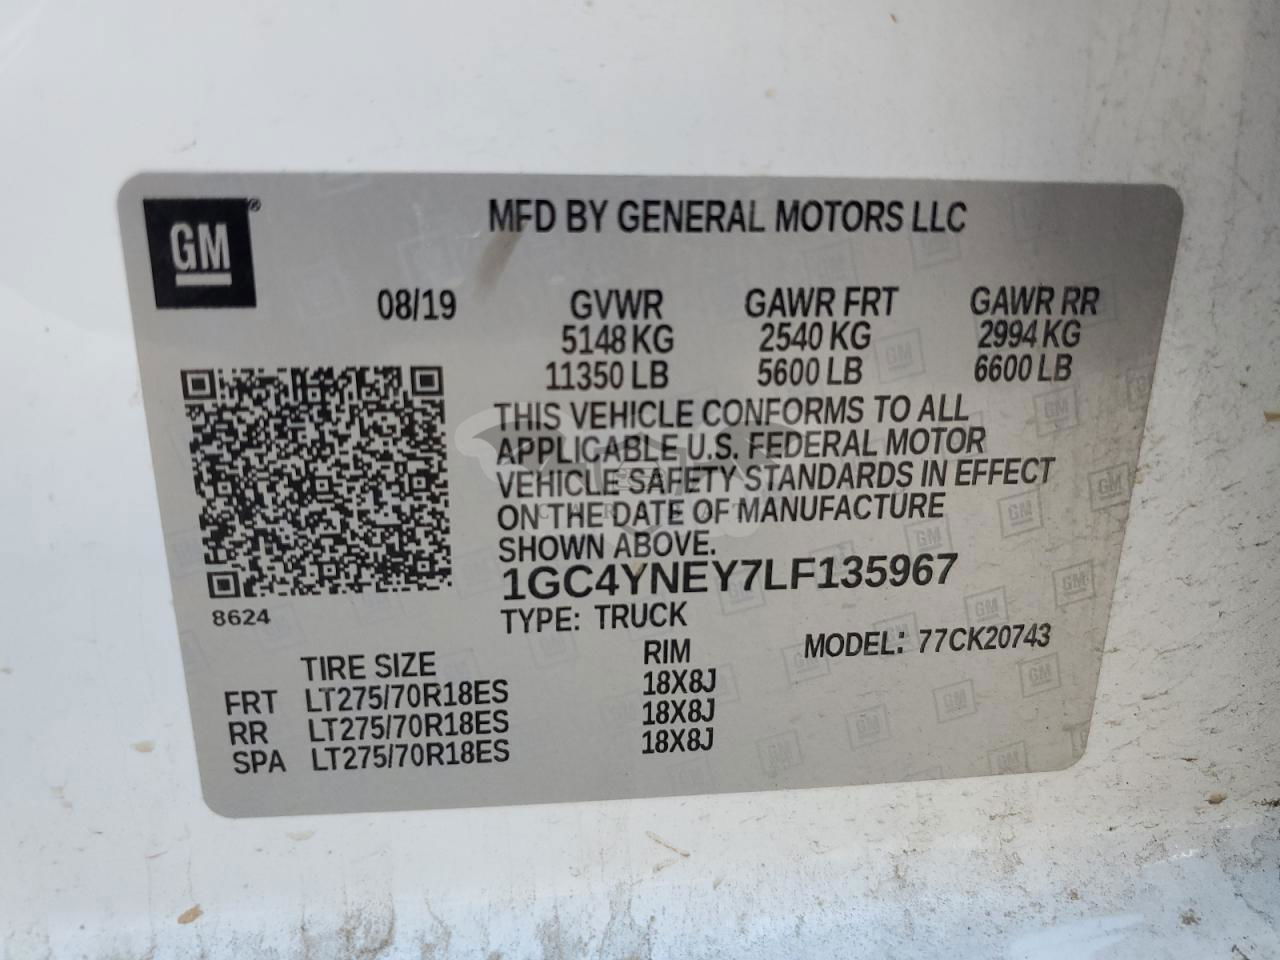 GM®
MFD BY GENERAL MOTORS LLC
08/19 GVWR GAWR FRT GAWR RR
5148 KG 2540 KG 2994 KG
11350 LB 5600 LB 6600 LB
THIS VEHICLE CONFORMS TO ALL
APPLICABLE U.S. FEDERAL MOTOR
VEHICLE SAFETY STANDARDS IN EFFECT
ON THE DATE OF MANUFACTURE
SHOWN ABOVE.
1GC4YNEY7LF135967
8624
TYPE: TRUCK MODEL: 77CK20743
TIRE SIZE RIM
FRT LT275/70R18ES 18X8J
RR LT275/70R18ES 18X8J
SPA LT275/70R18ES 18X8J